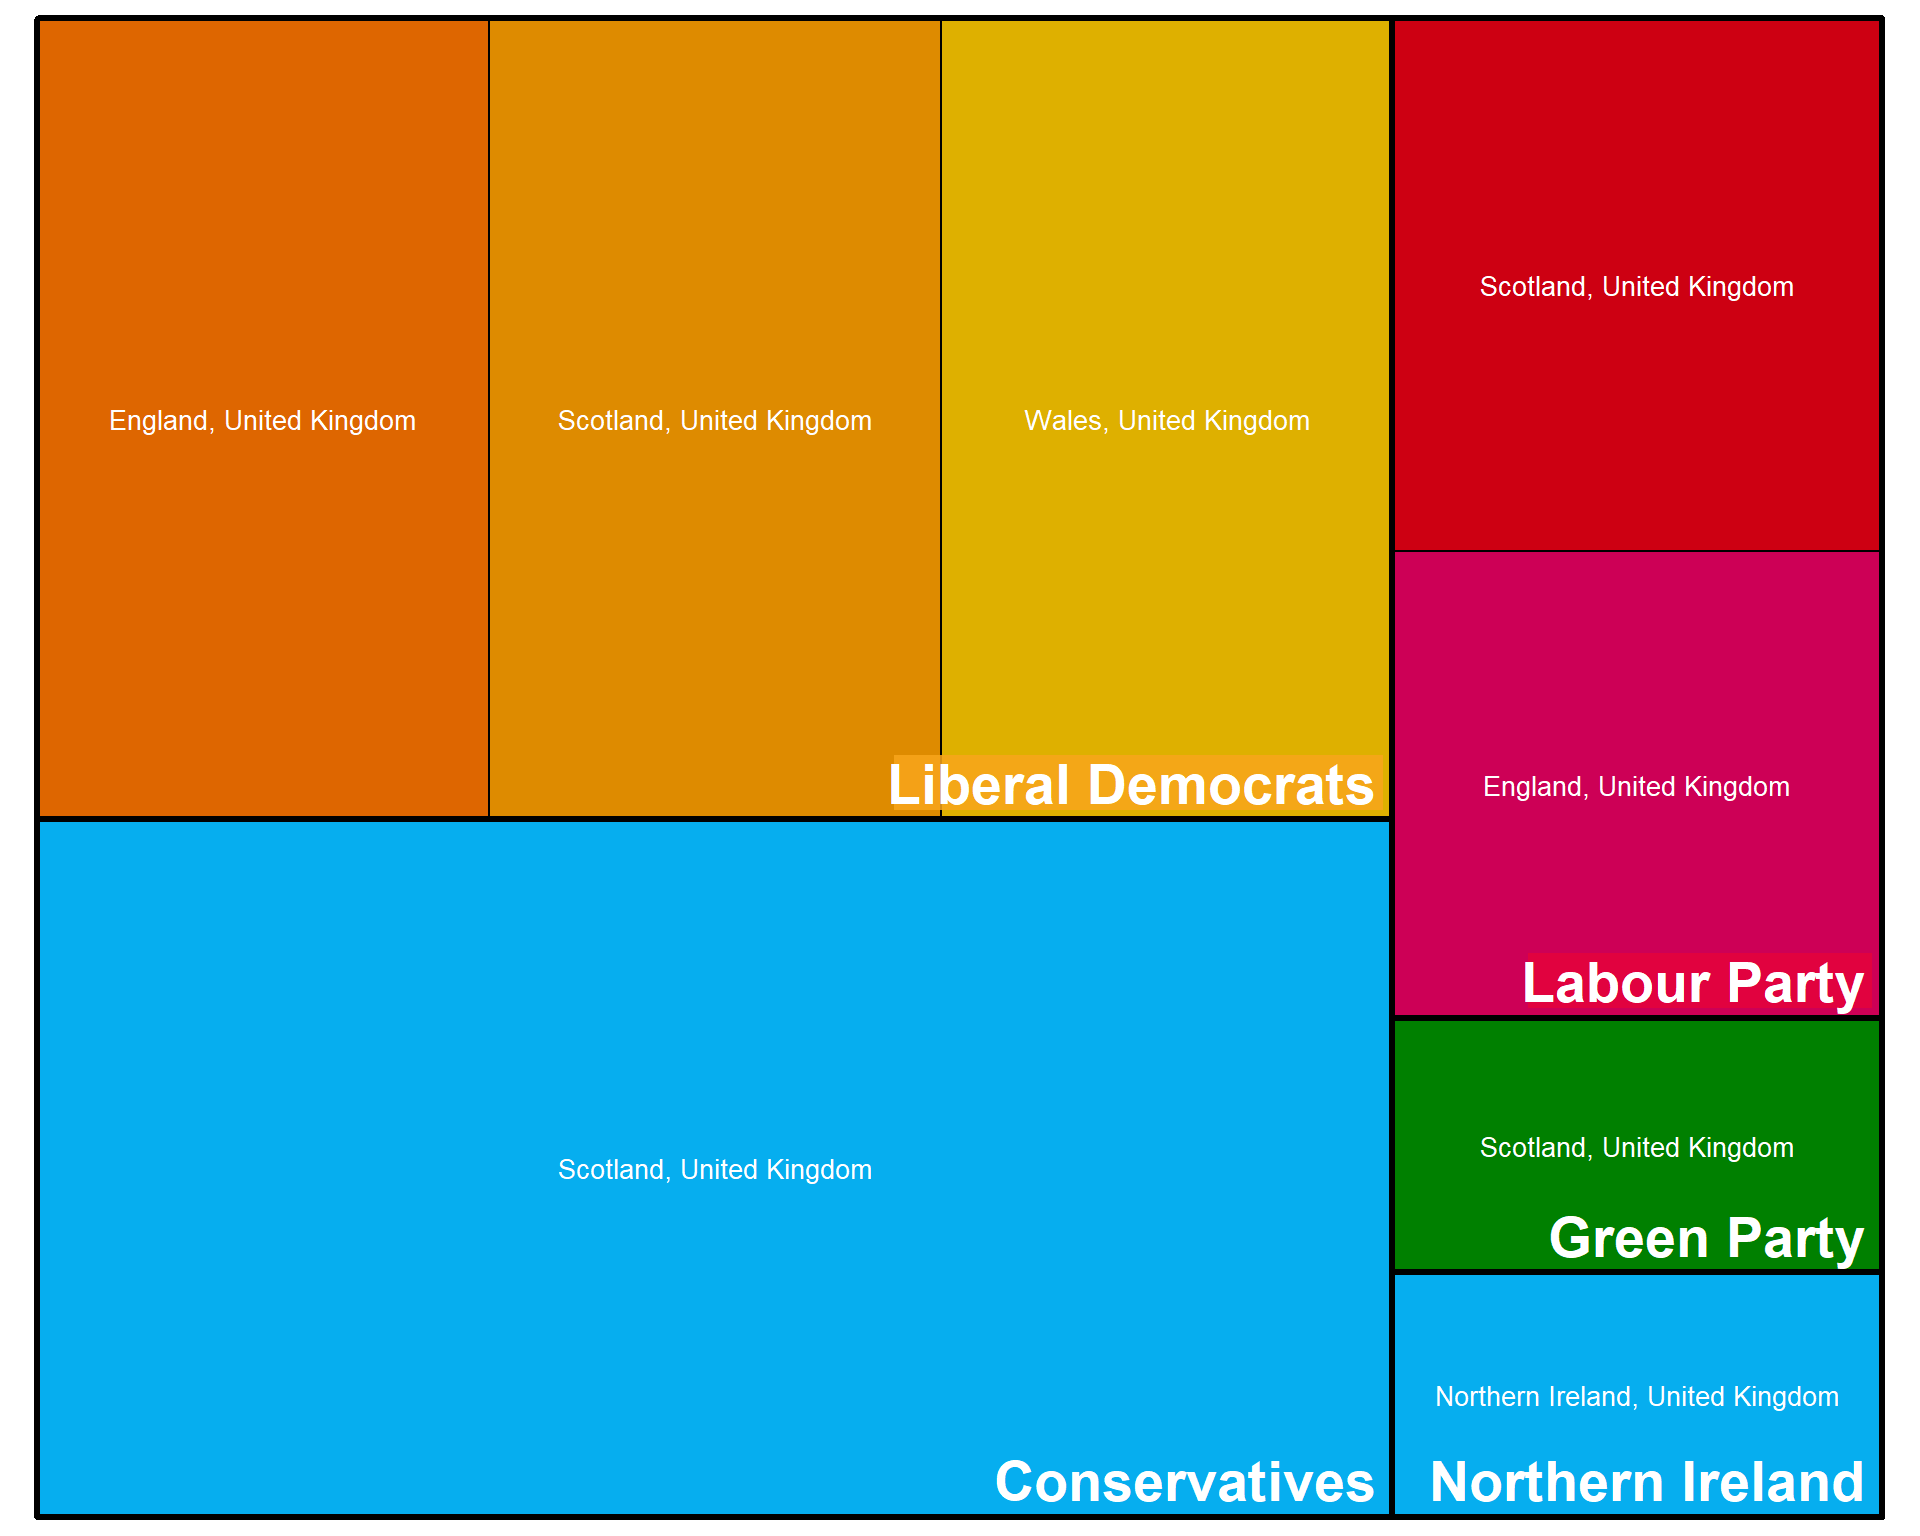 England, United Kingdom
Scotland, United Kingdom
Wales, United Kingdom
Liberal Democrats
Scotland, United Kingdom
Conservatives
Scotland, United Kingdom
England, United Kingdom
Labour Party
Scotland, United Kingdom
Green Party
Northern Ireland, United Kingdom
Northern Ireland